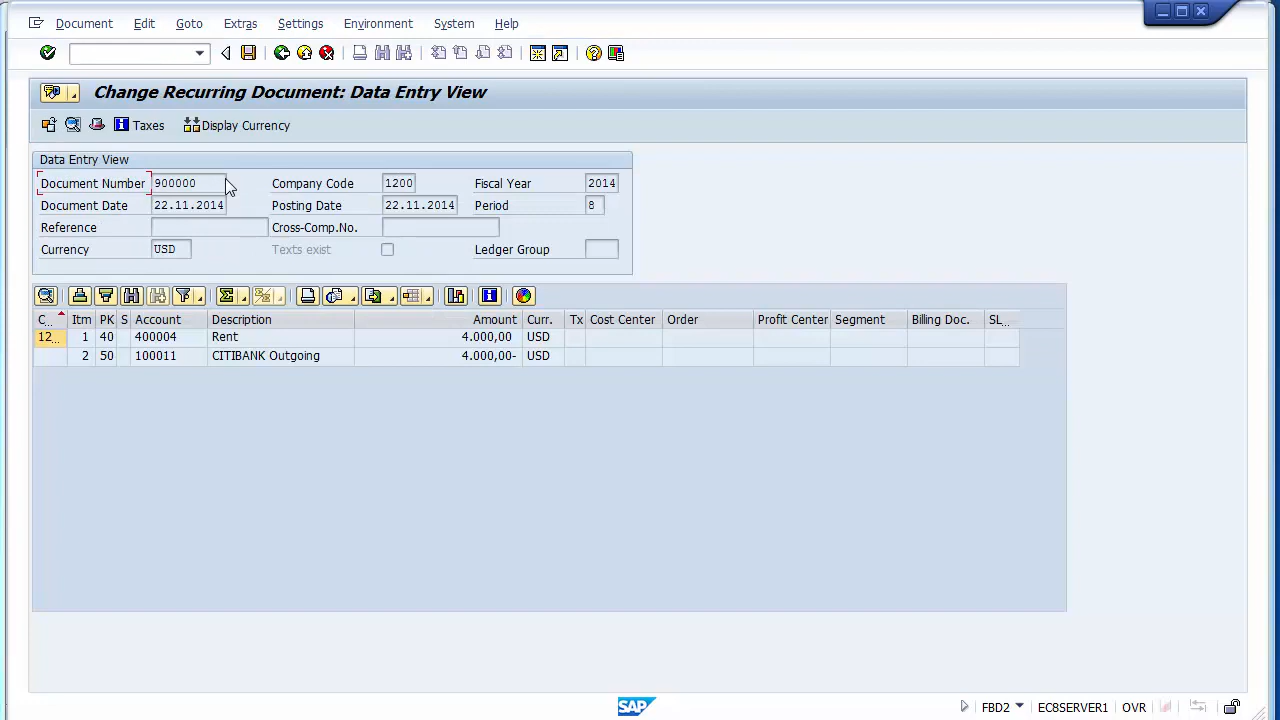 Document Edit Goto Extras Settings Environment System Help
Change Recurring Document: Data Entry View
Taxes Display Currency
Data Entry View
Document Number 900000 Company Code 1200 Fiscal Year 2014
Document Date 22.11.2014 Posting Date 22.11.2014 Period 8
Reference Cross-Comp.No.
Currency USD Texts exist Ledger Group
C.. Itm PK S Account Description Amount Curr. Tx Cost Center Order Profit Center Segment Billing Doc. SL..
12.. 1 40 400004 Rent 4.000,00 USD
2 50 100011 CITIBANK Outgoing 4.000,00- USD
SAP FBD2 EC8SERVER1 OVR